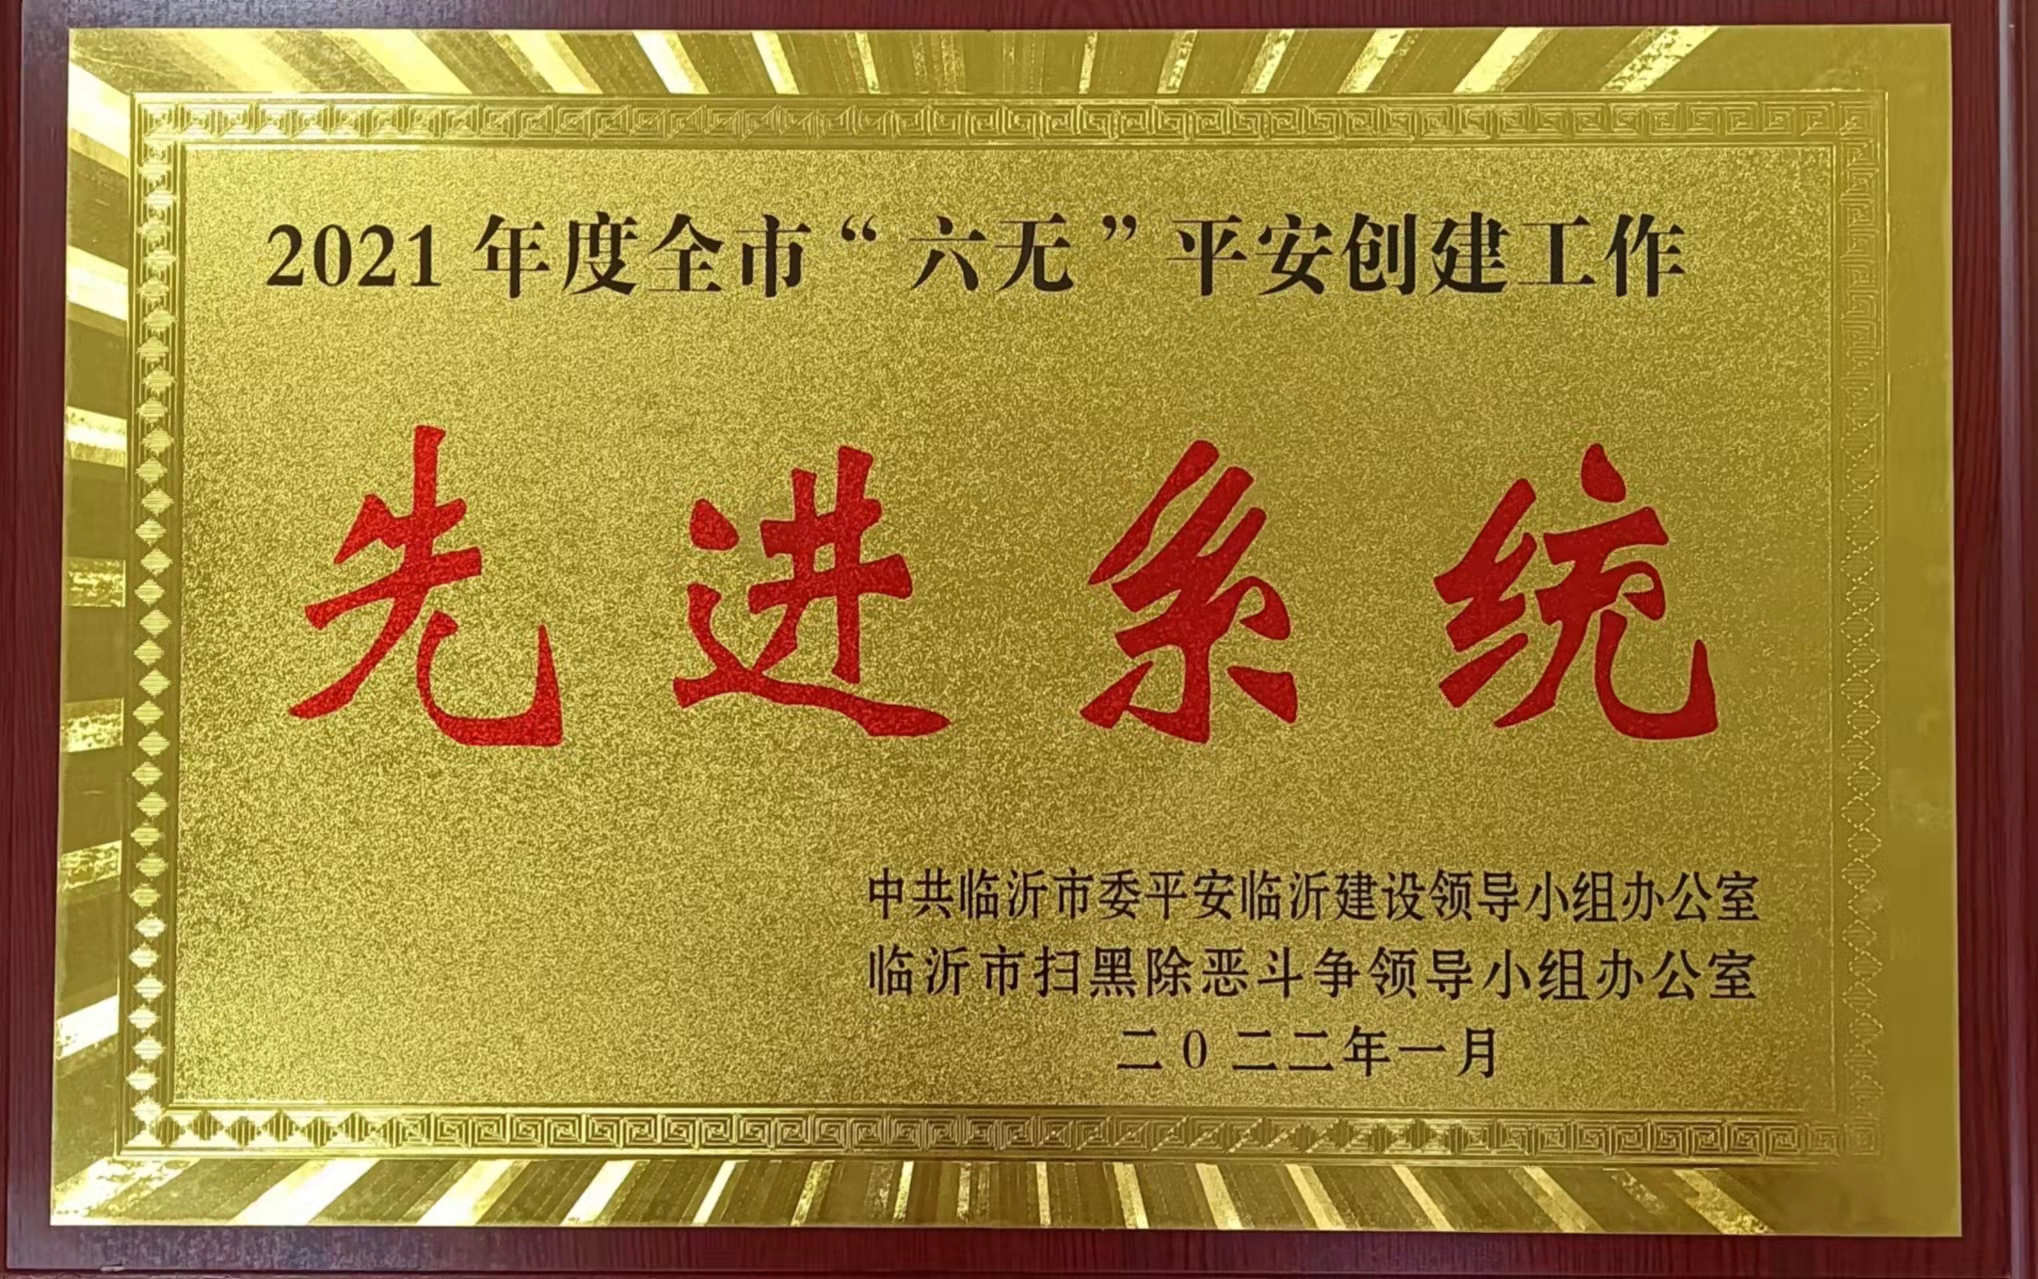 2021年度全市“六无”平安创建工作
先进系统
中共临沂市委平安临沂建设领导小组办公室
临沂市扫黑除恶斗争领导小组办公室
二0二二年一月